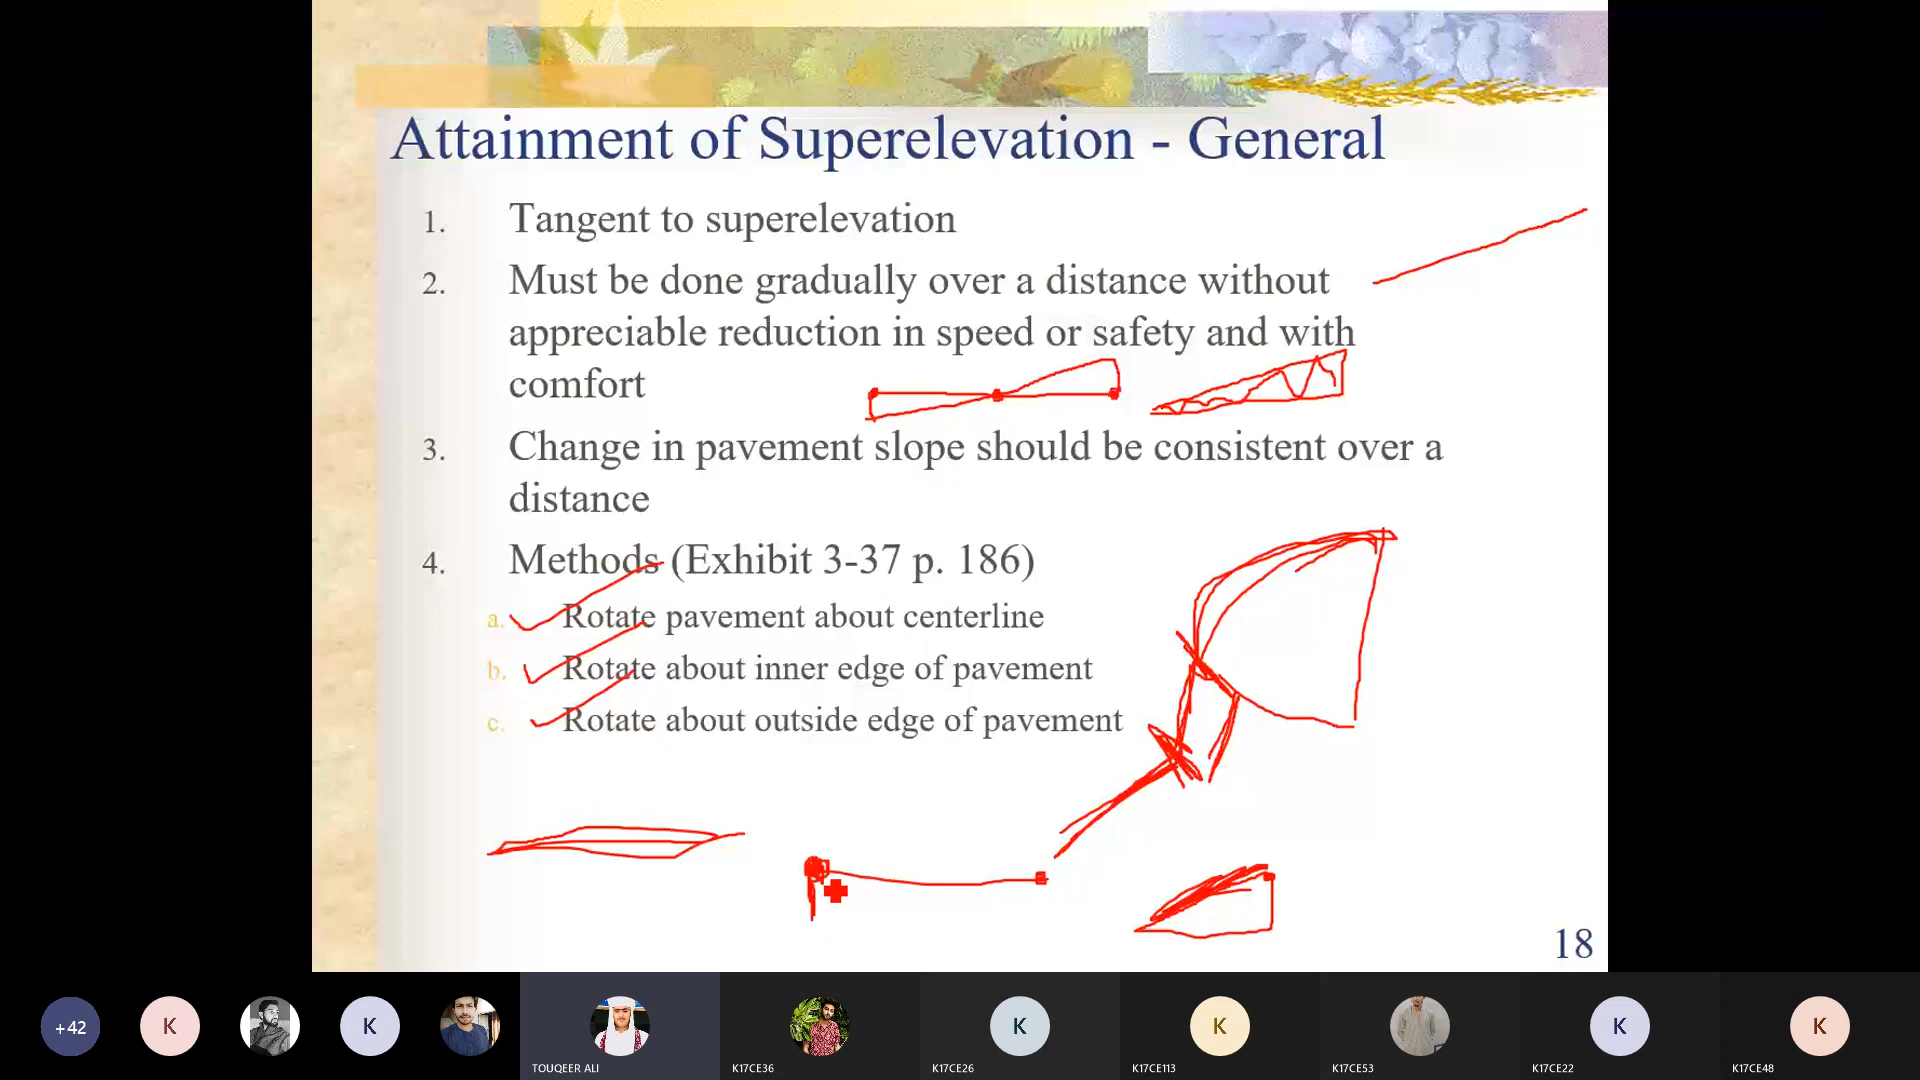 Attainment of Superelevation - General
1. Tangent to superelevation
2. Must be done gradually over a distance without
appreciable reduction in speed or safety and with
comfort
3. Change in pavement slope should be consistent over a
distance
4. Methods (Exhibit 3-37 p. 186)
a. Rotate pavement about centerline
b. Rotate about inner edge of pavement
c. Rotate about outside edge of pavement
18
+42 K K K K K K
TOUQEER ALI K17CE36 K17CE26 K17CE113 K17CE53 K17CE22 K17CE48